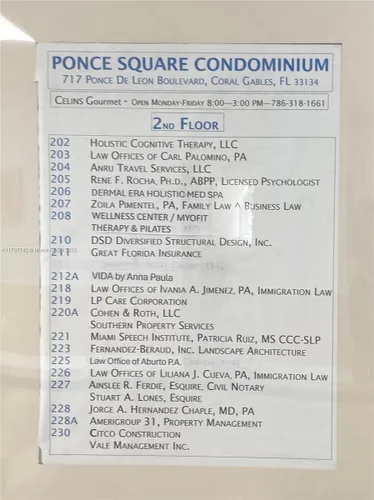 PONCE SQUARE CONDOMINIUM
717 PONCE DE LEON BOULEVARD, CORAL GABLES, FL 33134
CELINS GOURMET - OPEN MONDAY-FRIDAY 8:00—3:00 PM—786-318-1661
2ND FLOOR
202 HOLISTIC COGNITIVE THERAPY, LLC
203 LAW OFFICES OF CARL PALOMINO, PA
204 ANRU TRAVEL SERVICES, LLC
205 RENE F. ROCHA, PH.D., ABPP, LICENSED PSYCHOLOGIST
206 DERMAL ERA HOLISTIC MED SPA
207 ZOILA PIMENTEL, PA, FAMILY LAW ^ BUSINESS LAW
208 WELLNESS CENTER / MYOFIT
THERAPY & PILATES
210 DSD DIVERSIFIED STRUCTURAL DESIGN, INC.
211 GREAT FLORIDA INSURANCE
212A VIDA by Anna Paula
218 LAW OFFICES OF IVANIA A. JIMENEZ, PA, IMMIGRATION LAW
219 LP CARE CORPORATION
220A COHEN & ROTH, LLC
SOUTHERN PROPERTY SERVICES
221 MIAMI SPEECH INSTITUTE, PATRICIA RUIZ, MS CCC-SLP
223 FERNANDEZ-BERAUD, INC. LANDSCAPE ARCHITECTURE
225 Law Office of Aburto P.A.
226 LAW OFFICES OF LILIANA J. CUEVA, PA, IMMIGRATION LAW
227 AINSLEE R. FERDIE, ESQUIRE, CIVIL NOTARY
STUART A. LONES, ESQUIRE
228 JORGE A. HERNANDEZ CHAPLE, MD, PA
228A AMERIGROUP 31, PROPERTY MANAGEMENT
230 CITCO CONSTRUCTION
VALE MANAGEMENT INC.